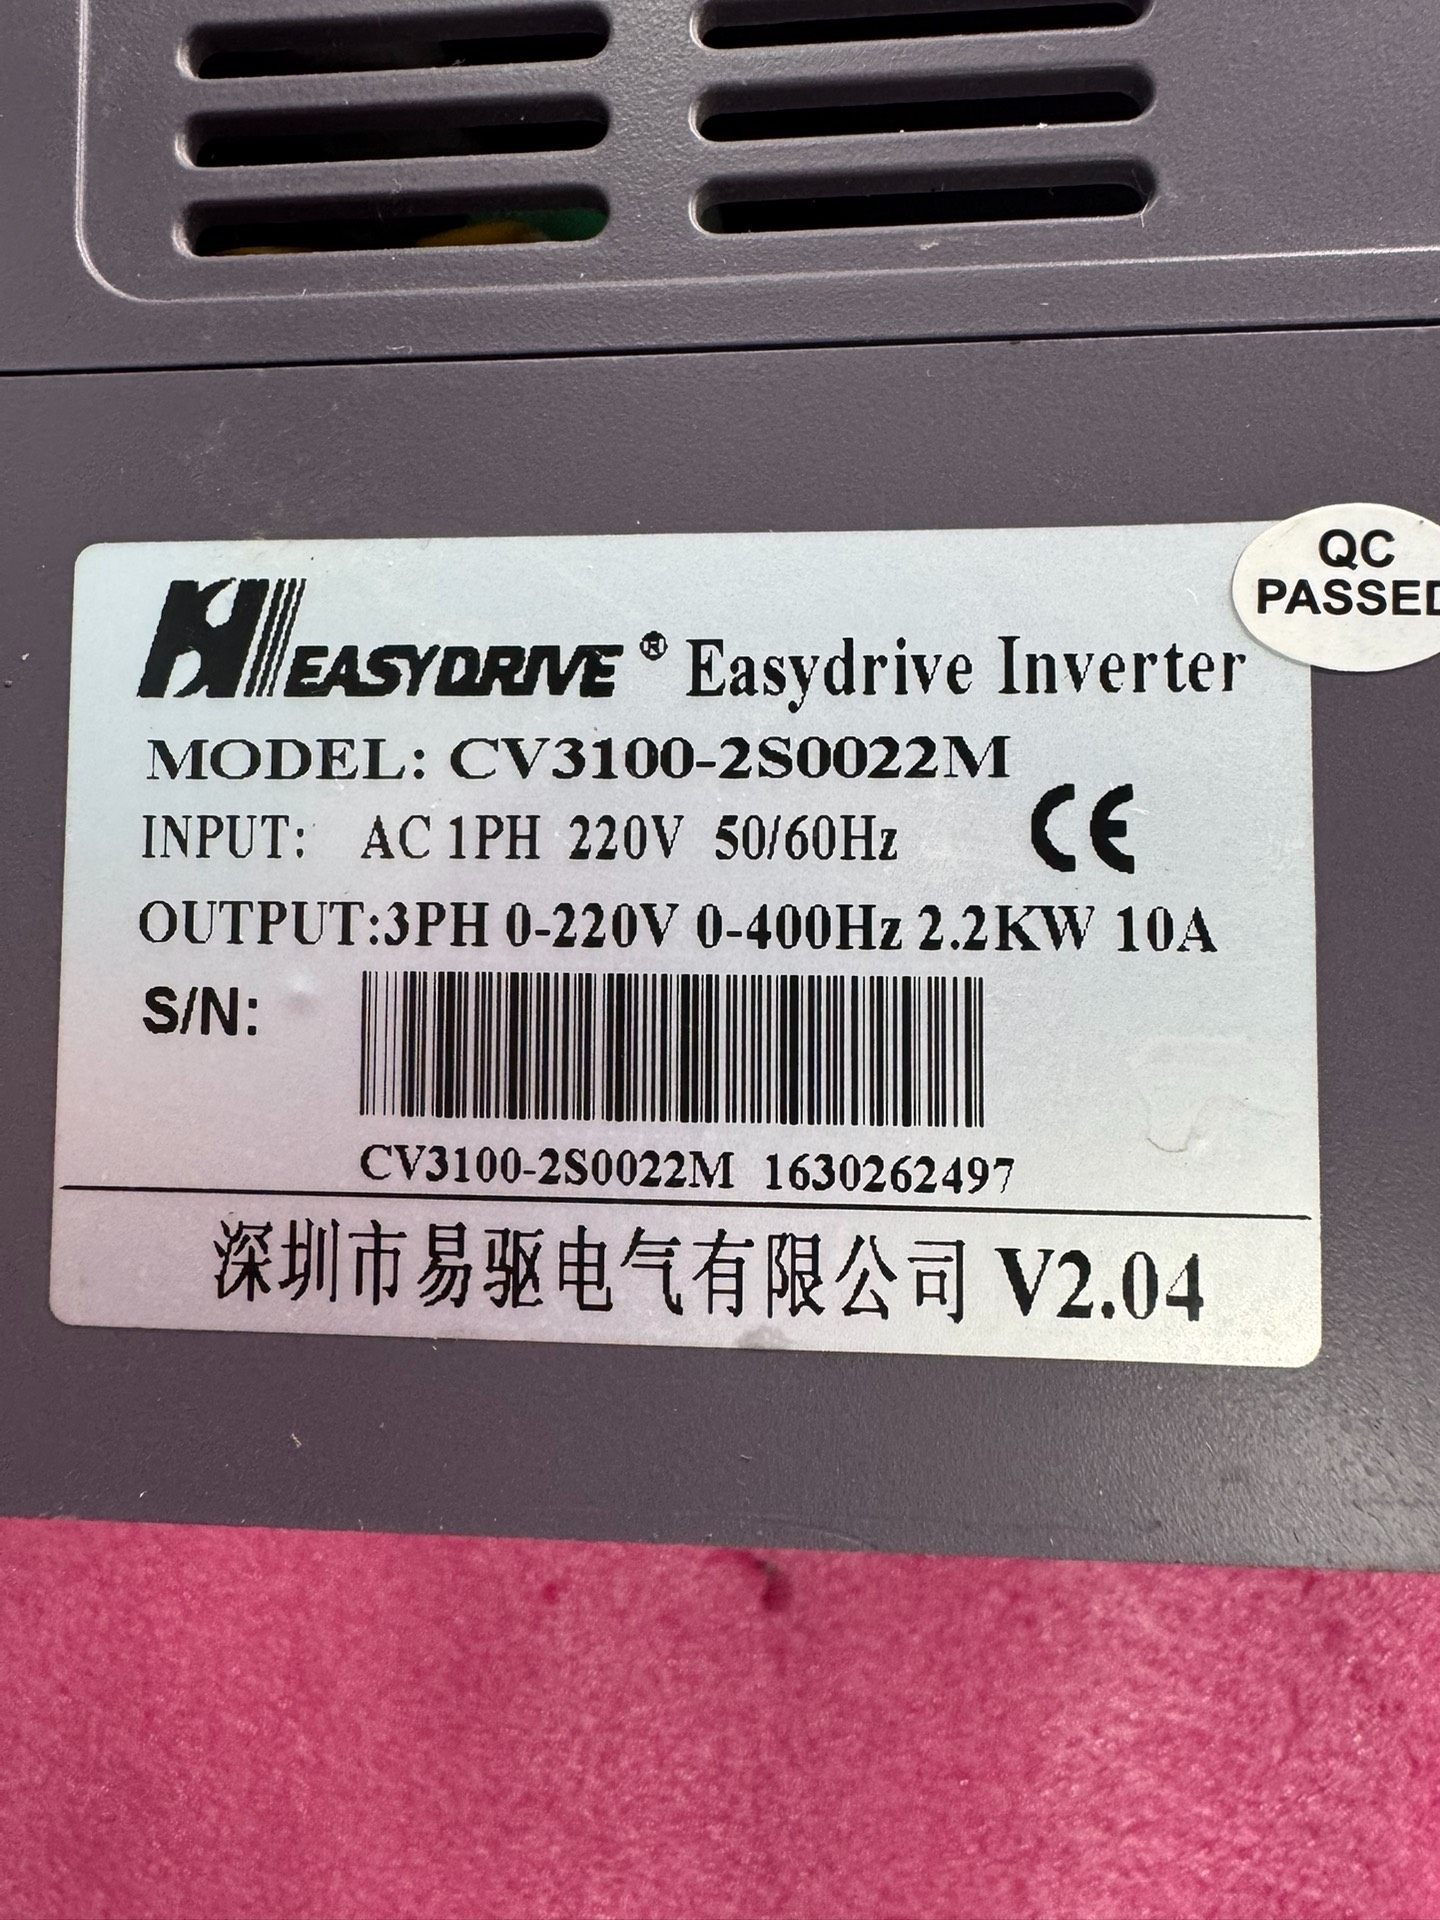 QC
PASSED
EASYDRIVE® Easydrive Inverter
MODEL: CV3100-2S0022M
INPUT: AC 1PH 220V 50/60Hz CE
OUTPUT:3PH 0-220V 0-400Hz 2.2KW 10A
S/N:
CV3100-2S0022M 1630262497
深圳市易驱电气有限公司 V2.04